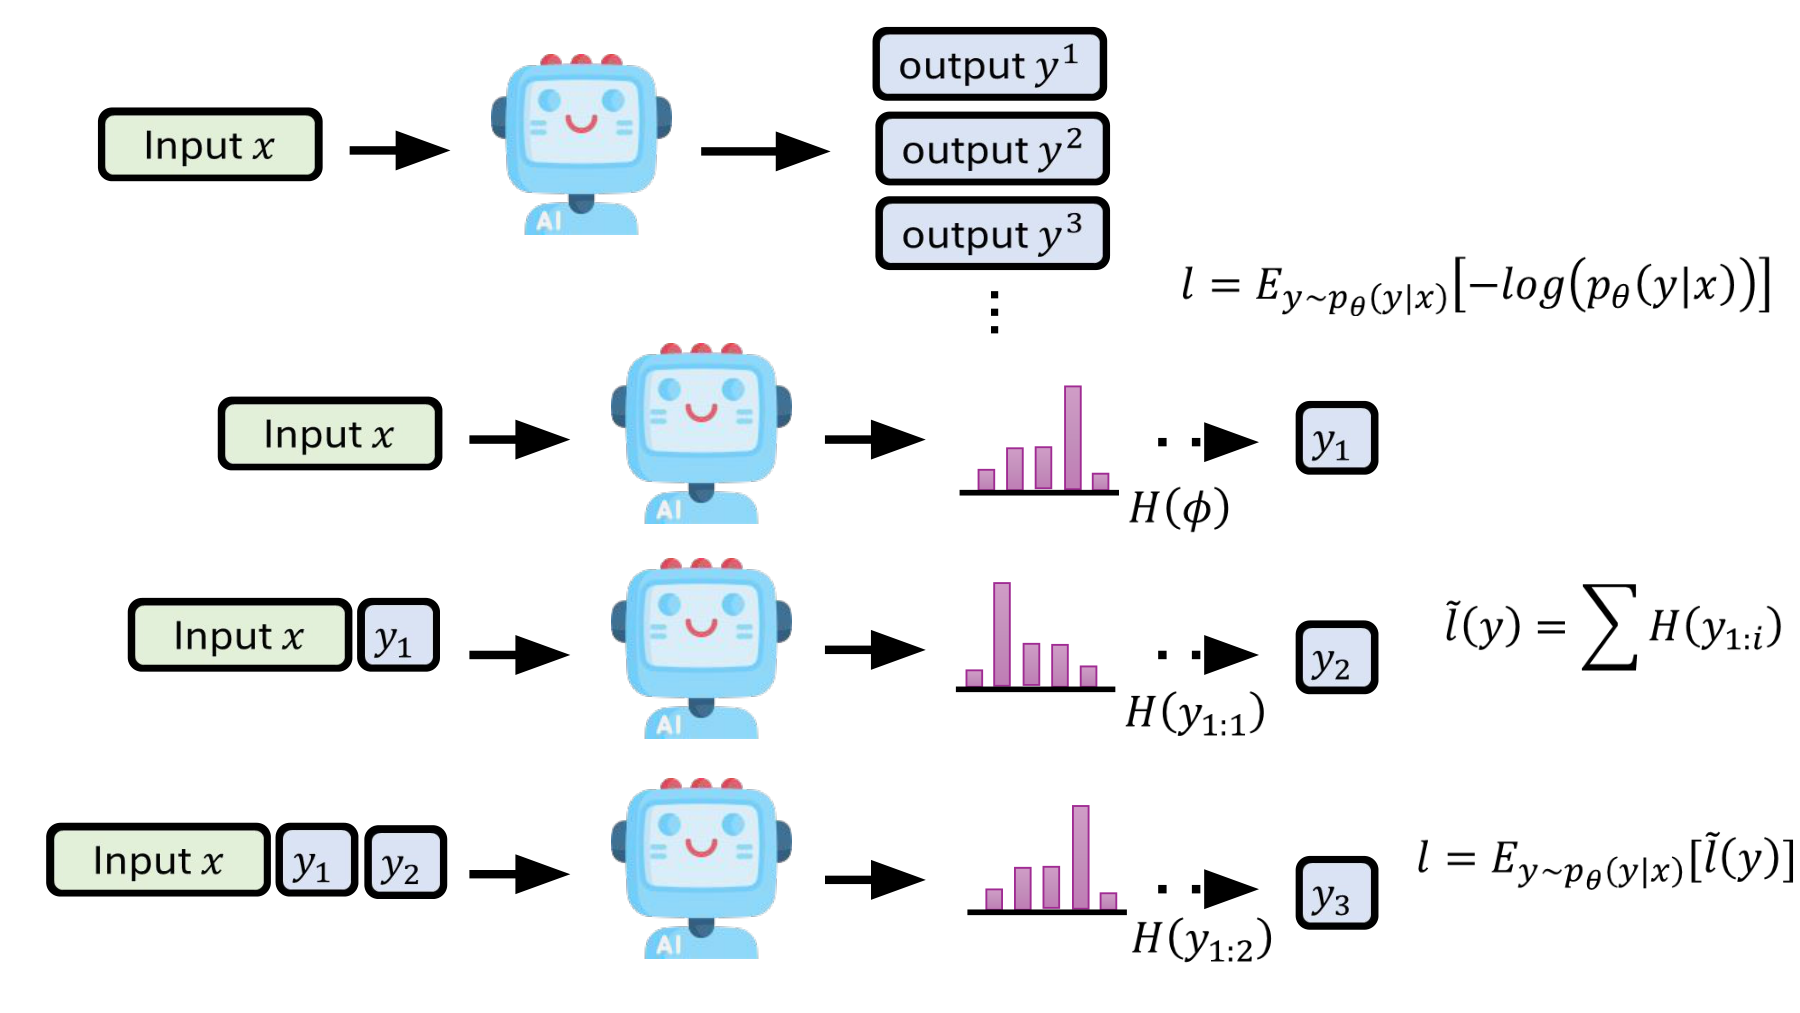 output y¹
Input x
output y²
AI
output y³
l = E_{y~p_θ(y|x)}[−log(p_θ(y|x))]
Input x
y₁
AI
H(ϕ)
Input x
y₁
y₂
l̃(y) = ∑ H(y_{1:i})
AI
H(y_{1:1})
Input x
y₁
y₂
y₃
l = E_{y~p_θ(y|x)}[l̃(y)]
AI
H(y_{1:2})